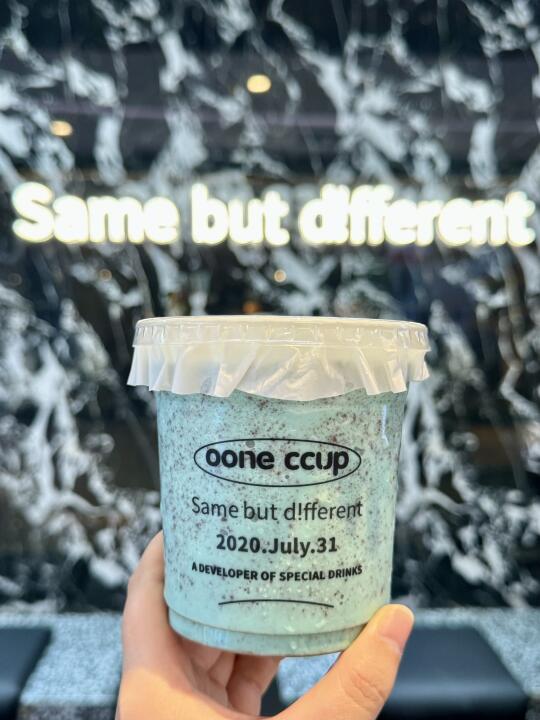 Same but d!fferent
oone ccup
Same but d!fferent
2020.July.31
A DEVELOPER OF SPECIAL DRINKS